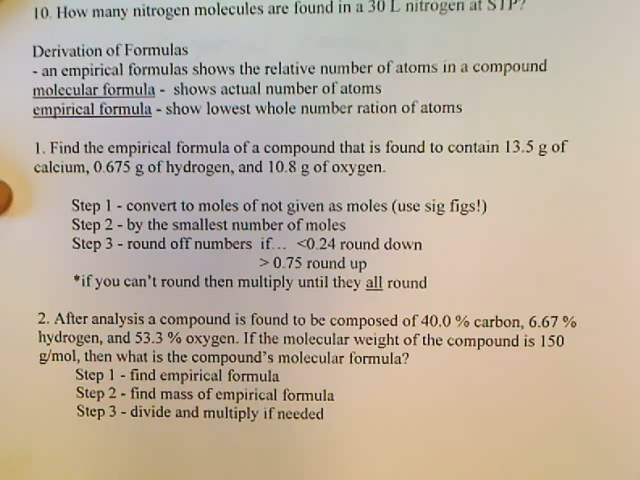 10. How many nitrogen molecules are found in a 30 L nitrogen at STP?
Derivation of Formulas
- an empirical formulas shows the relative number of atoms in a compound
molecular formula - shows actual number of atoms
empirical formula - show lowest whole number ration of atoms
1. Find the empirical formula of a compound that is found to contain 13.5 g of
calcium, 0.675 g of hydrogen, and 10.8 g of oxygen.
Step 1 - convert to moles of not given as moles (use sig figs!)
Step 2 - by the smallest number of moles
Step 3 - round off numbers if... <0.24 round down
> 0.75 round up
*if you can't round then multiply until they all round
2. After analysis a compound is found to be composed of 40.0 % carbon, 6.67 %
hydrogen, and 53.3 % oxygen. If the molecular weight of the compound is 150
g/mol, then what is the compound's molecular formula?
Step 1 - find empirical formula
Step 2 - find mass of empirical formula
Step 3 - divide and multiply if needed